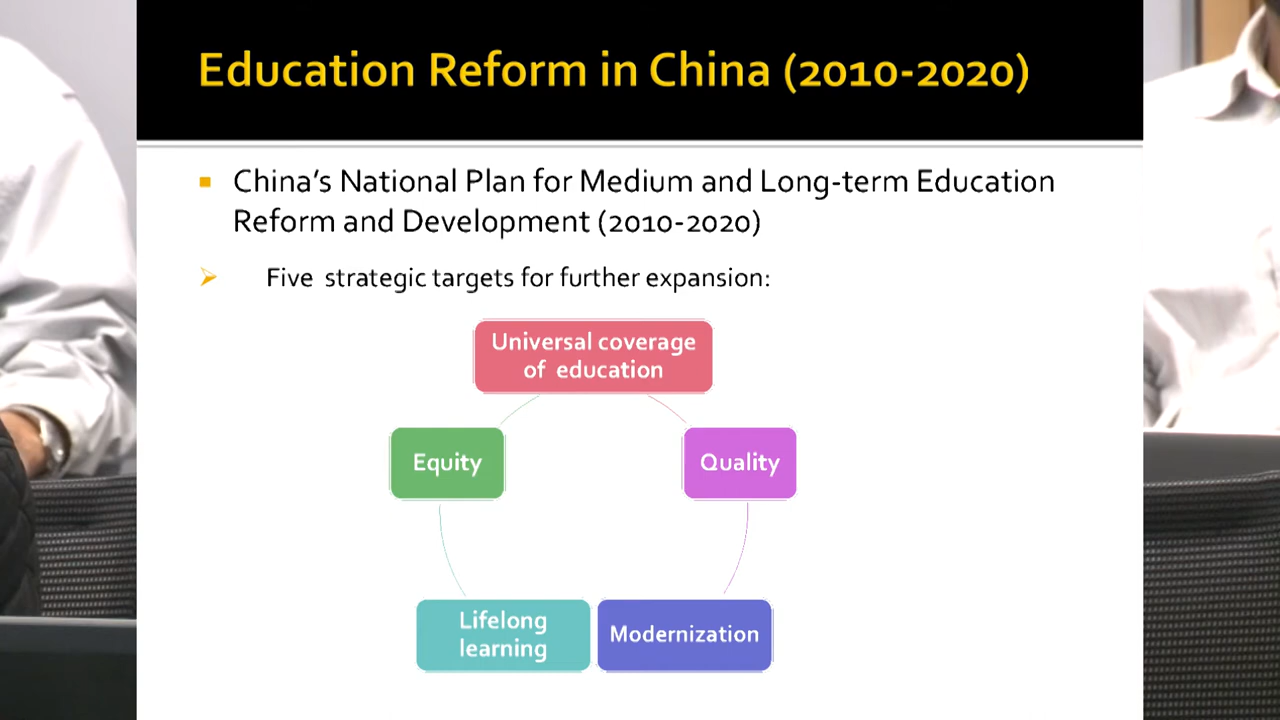 Education Reform in China (2010-2020)
China's National Plan for Medium and Long-term Education
Reform and Development (2010-2020)
Five strategic targets for further expansion:
Universal coverage
of education
Equity
Quality
Lifelong
learning
Modernization